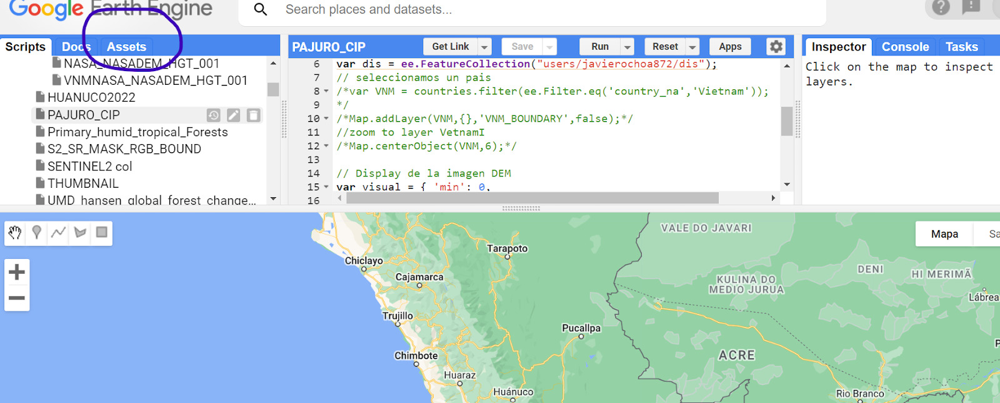 Google Earth Engine
Search places and datasets...
Scripts
Docs
Assets
NASA_NASADEM_HGT_001
VNMNASA_NASADEM_HGT_001
HUANUCO2022
PAJURO_CIP
Primary_humid_tropical_Forests
S2_SR_MASK_RGB_BOUND
SENTINEL2 col
THUMBNAIL
UMD_hansen_global_forest_change...
PAJURO_CIP
Get Link
Save
Run
Reset
Apps
6 var dis = ee.FeatureCollection("users/javierochoa872/dis");
7 // seleccionamos un pais
8 /*var VNM = countries.filter(ee.Filter.eq('country_na','Vietnam'));
9 */
10 /*Map.addLayer(VNM,{},'VNM_BOUNDARY',false);*/
11 //zoom to layer VetnamI
12 /*Map.centerObject(VNM,6);*/
13
14 // Display de la imagen DEM
15 var visual = { 'min': 0,
16
Inspector
Console
Tasks
Click on the map to inspect
layers.
Mapa
Sa
VALE DO JAVARI
Tarapoto
Chiclayo
Cajamarca
DENI
HI MERIMÃ
KULINA DO
MEDIO JURUA
Lábrea
Trujillo
Pucallpa
Chimbote
ACRE
Huaraz
Huánuco
Rio Branco